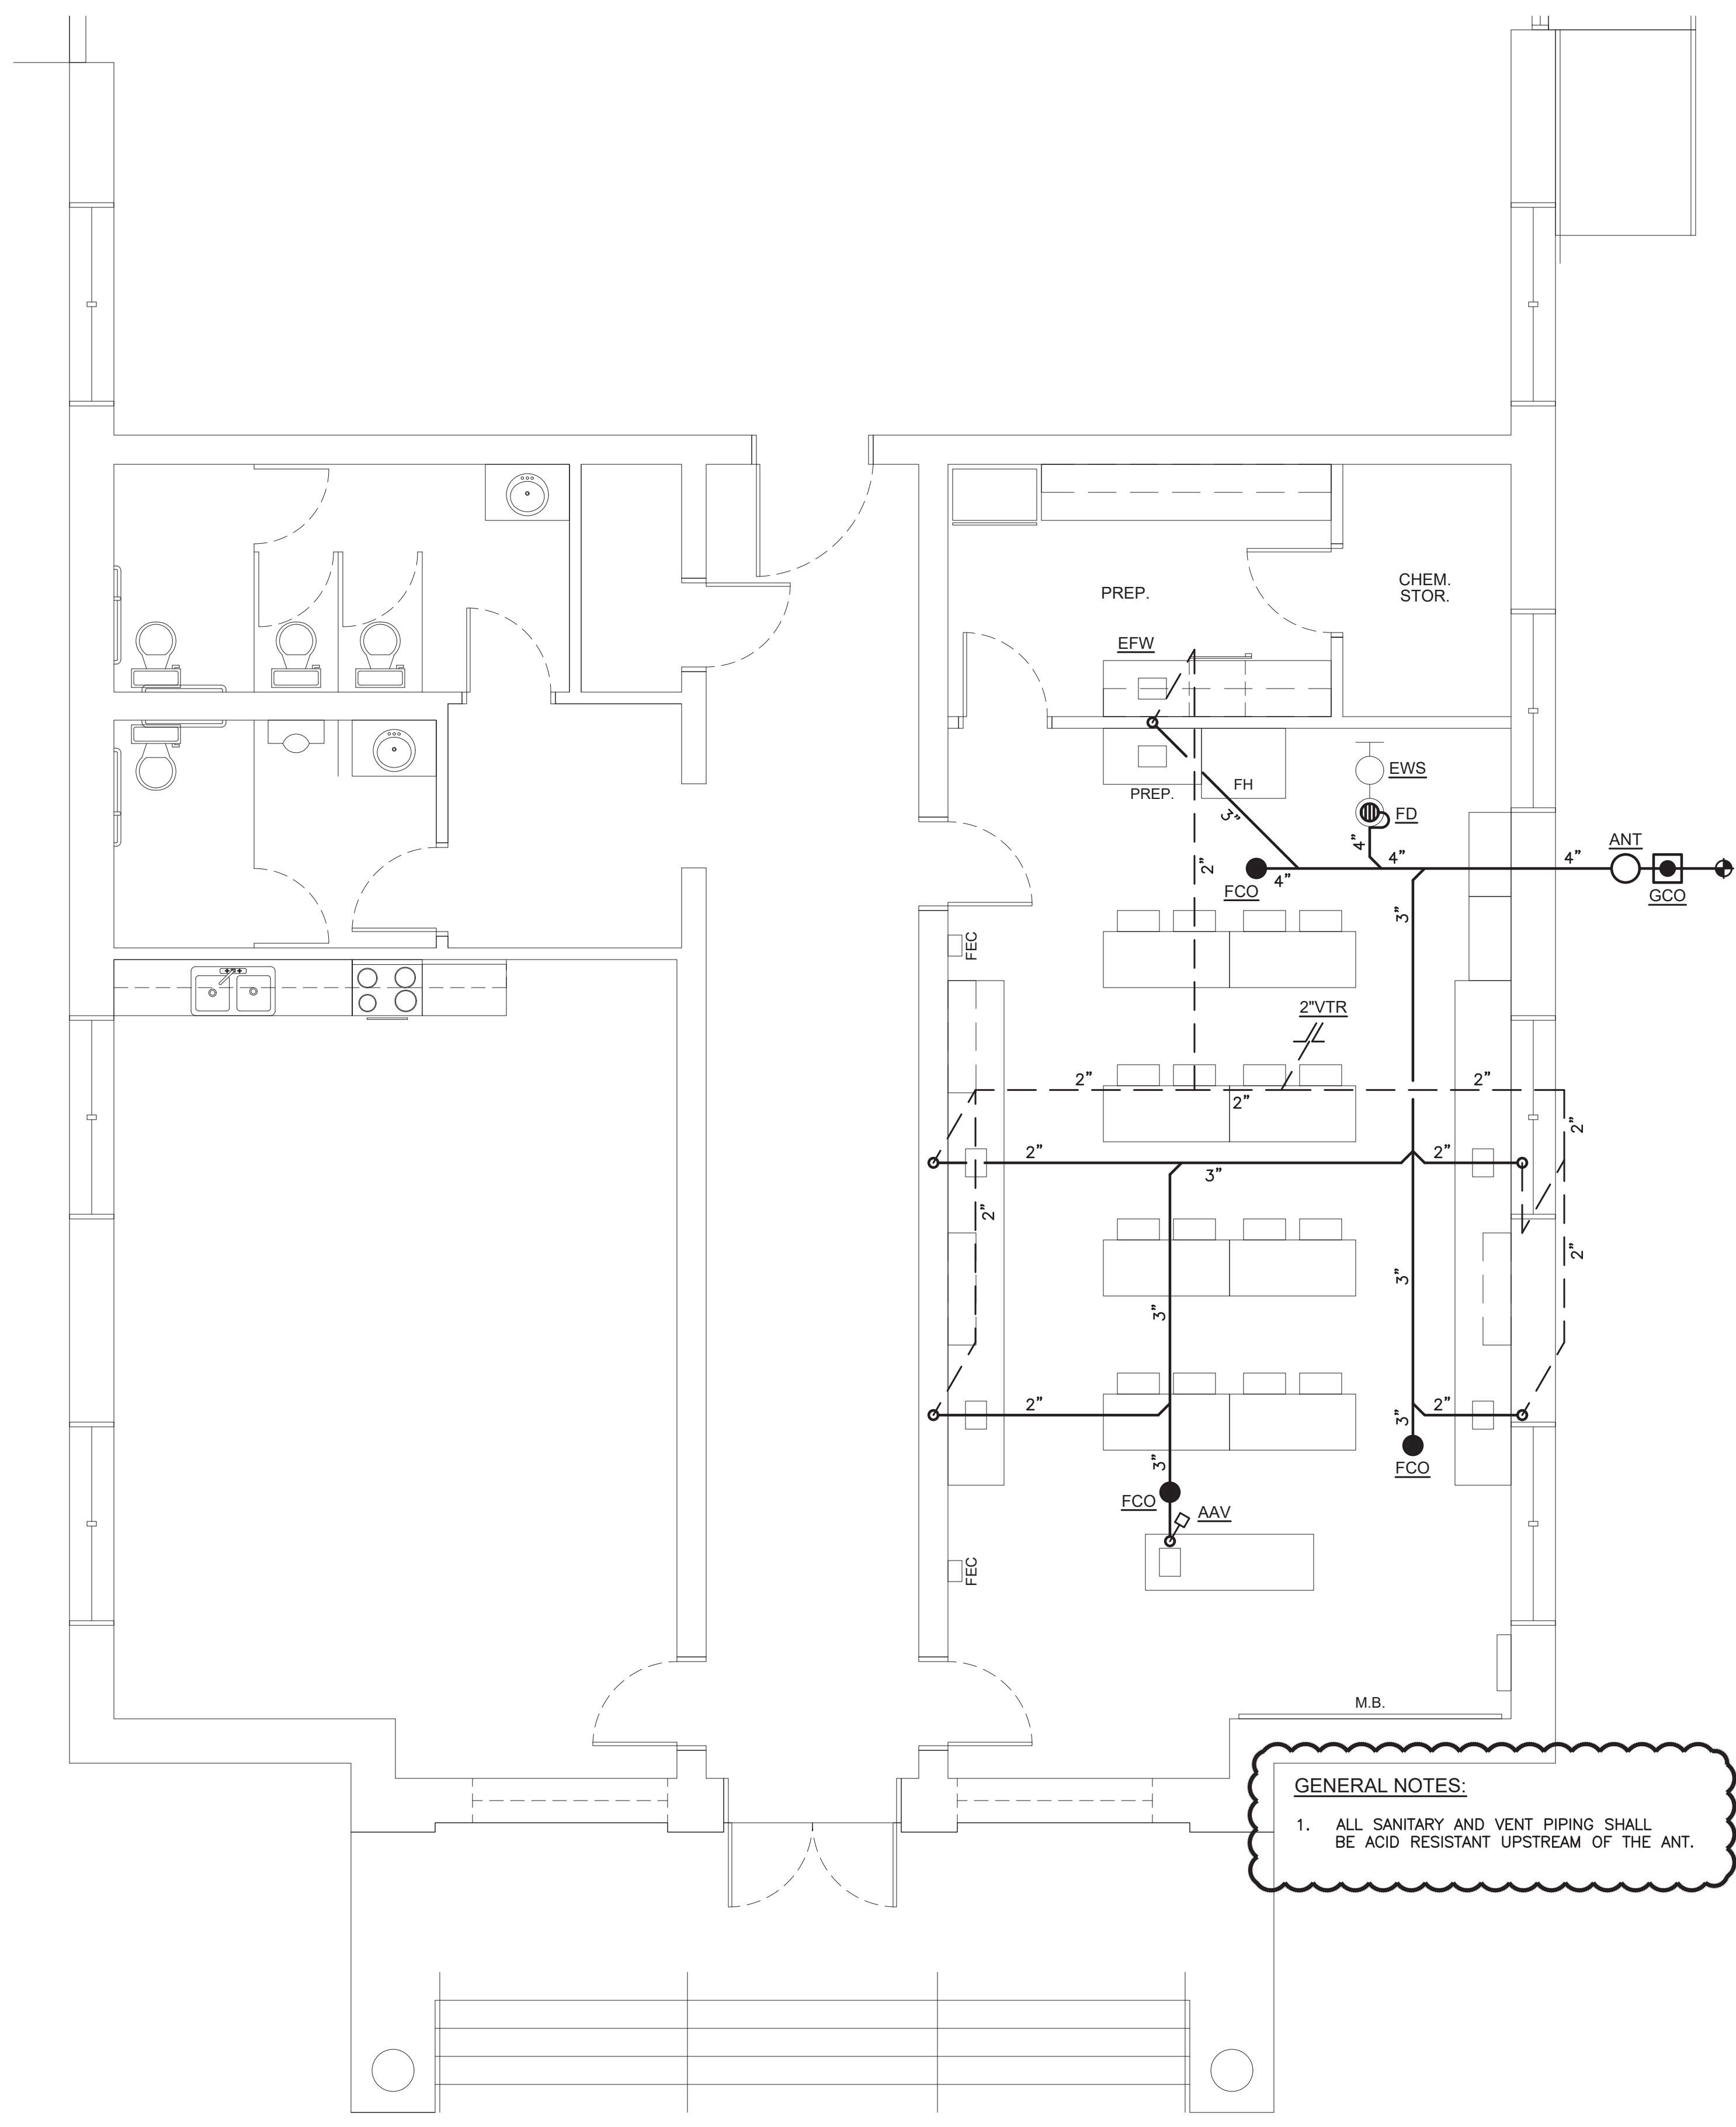 PREP.
CHEM.
STOR.
EFW
EWS
PREP.
FH
FD
3”
4”
ANT
4”
4”
2”
FCO
4”
GCO
3”
FEC
2"VTR
2”
2”
2”
2”
2”
2”
3”
2”
2”
3”
3”
2”
2”
2”
3”
3”
FCO
FCO
AAV
FEC
M.B.
GENERAL NOTES:
1. ALL SANITARY AND VENT PIPING SHALL
BE ACID RESISTANT UPSTREAM OF THE ANT.